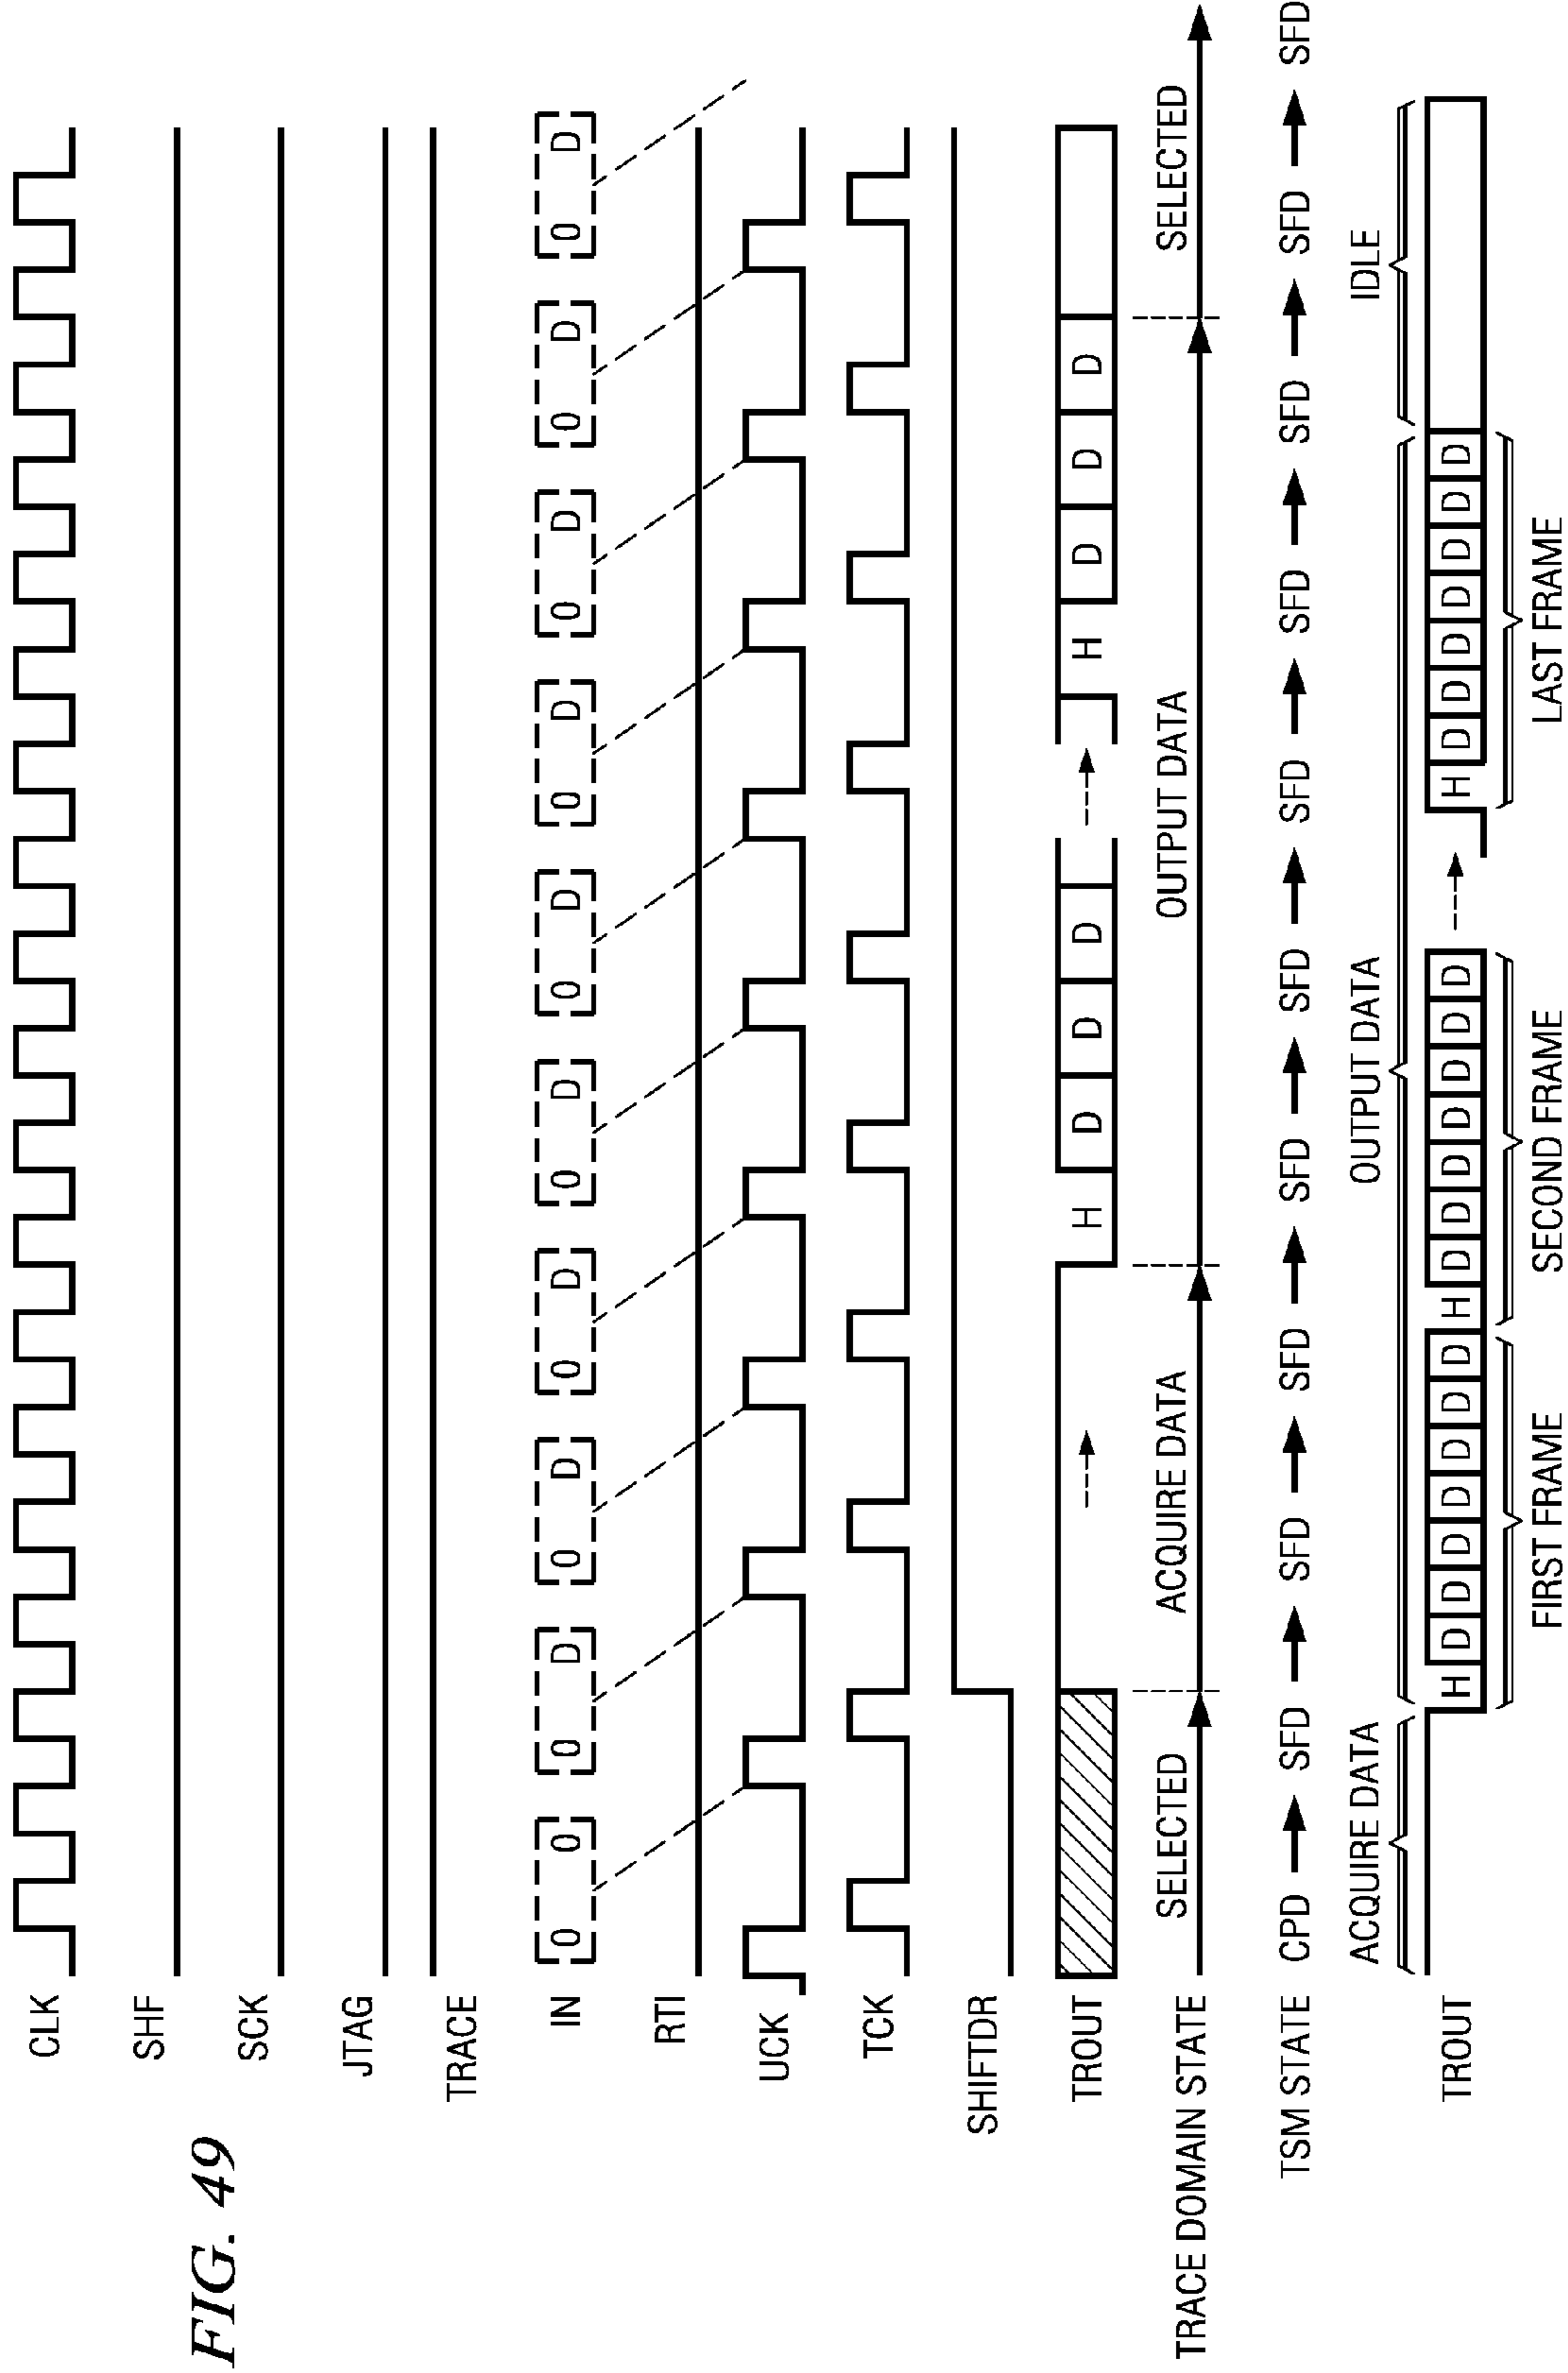 FIG. 49
CLK
SHF
SCK
JTAG
TRACE
IN 0 0 0 D 0 D 0 D 0 D 0 D 0 D 0 D 0 D 0 D
RTI
UCK
TCK
SHIFTDR
TROUT H D D D H D D D
TRACE DOMAIN STATE SELECTED ACQUIRE DATA OUTPUT DATA SELECTED
TSM STATE CPD SFD SFD SFD SFD SFD SFD SFD SFD SFD SFD
ACQUIRE DATA OUTPUT DATA IDLE
TROUT H D D D D D D D H D D D D D D D H D D D D D D D
FIRST FRAME SECOND FRAME LAST FRAME